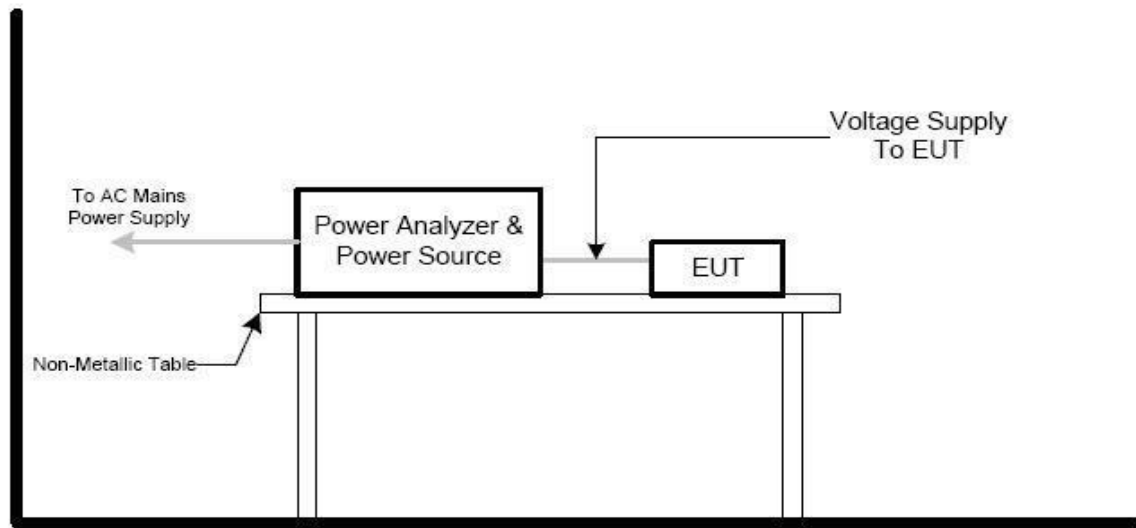 Voltage Supply
To EUT
To AC Mains
Power Supply
Power Analyzer &
Power Source
EUT
Non-Metallic Table